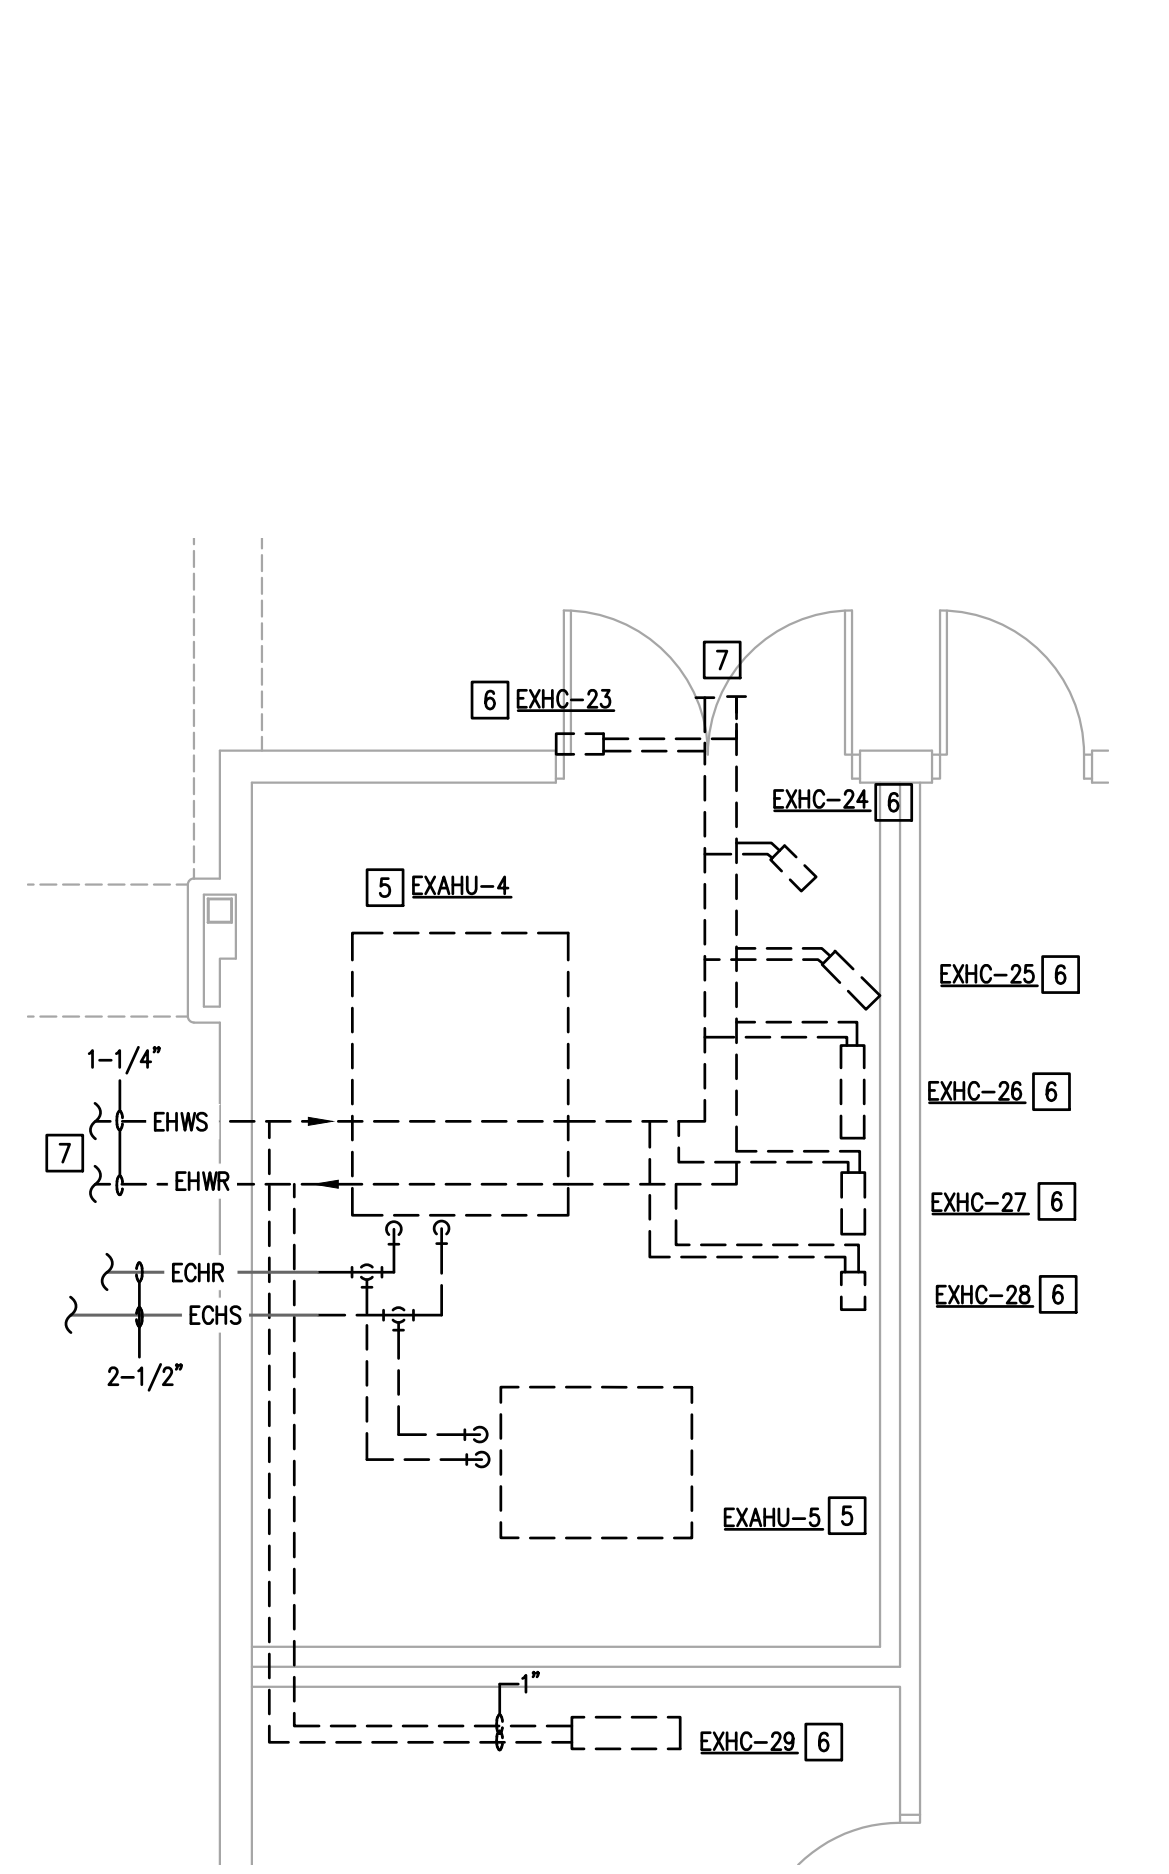 7
6 EXHC-23
EXHC-24 6
5 EXAHU-4
EXHC-25 6
1-1/4"
EXHC-26 6
EHWS
7
EHWR
EXHC-27 6
ECHR
EXHC-28 6
ECHS
2-1/2"
EXAHU-5 5
1"
EXHC-29 6